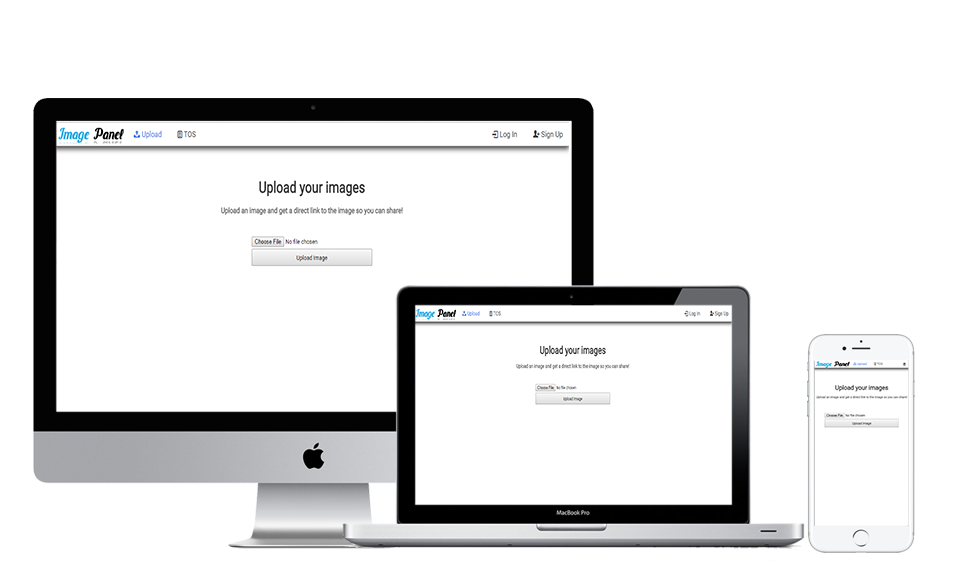 Image Panel Upload TOS Log In Sign Up
Upload your images
Upload an image and get a direct link to the image so you can share!
Choose File No file chosen
Upload Image
Image Panel Upload TOS Log In Sign Up
Upload your images
Upload an image and get a direct link to the image so you can share!
Choose File No file chosen
Upload Image
MacBook Pro
Image Panel Upload TOS
Upload your images
Upload an image and get a direct link to the image so you can share!
Choose File No file chosen
Upload Image